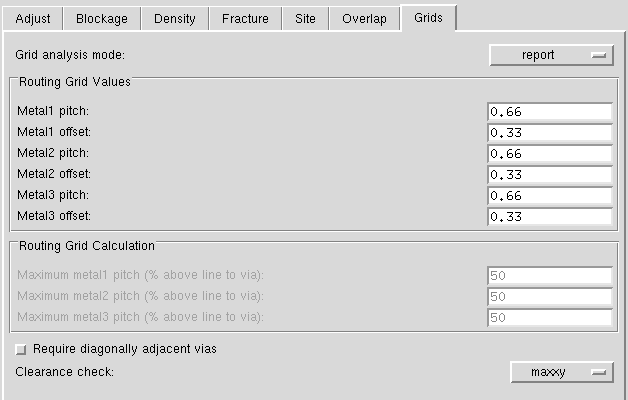 Adjust Blockage Density Fracture Site Overlap Grids
Grid analysis mode: report
Routing Grid Values
Metal1 pitch: 0.66
Metal1 offset: 0.33
Metal2 pitch: 0.66
Metal2 offset: 0.33
Metal3 pitch: 0.66
Metal3 offset: 0.33
Routing Grid Calculation
Maximum metal1 pitch (% above line to via): 50
Maximum metal2 pitch (% above line to via): 50
Maximum metal3 pitch (% above line to via): 50
Require diagonally adjacent vias
Clearance check: maxxy